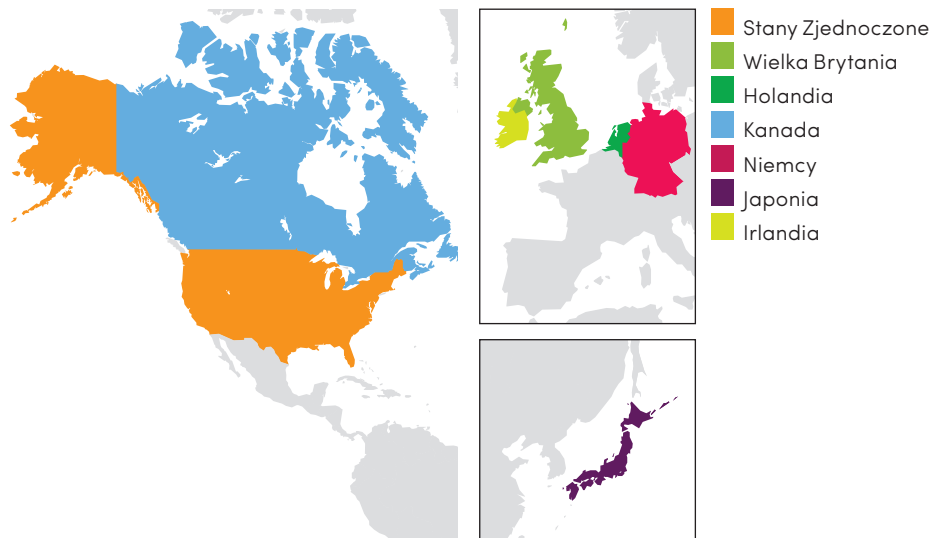 Stany Zjednoczone
Wielka Brytania
Holandia
Kanada
Niemcy
Japonia
Irlandia